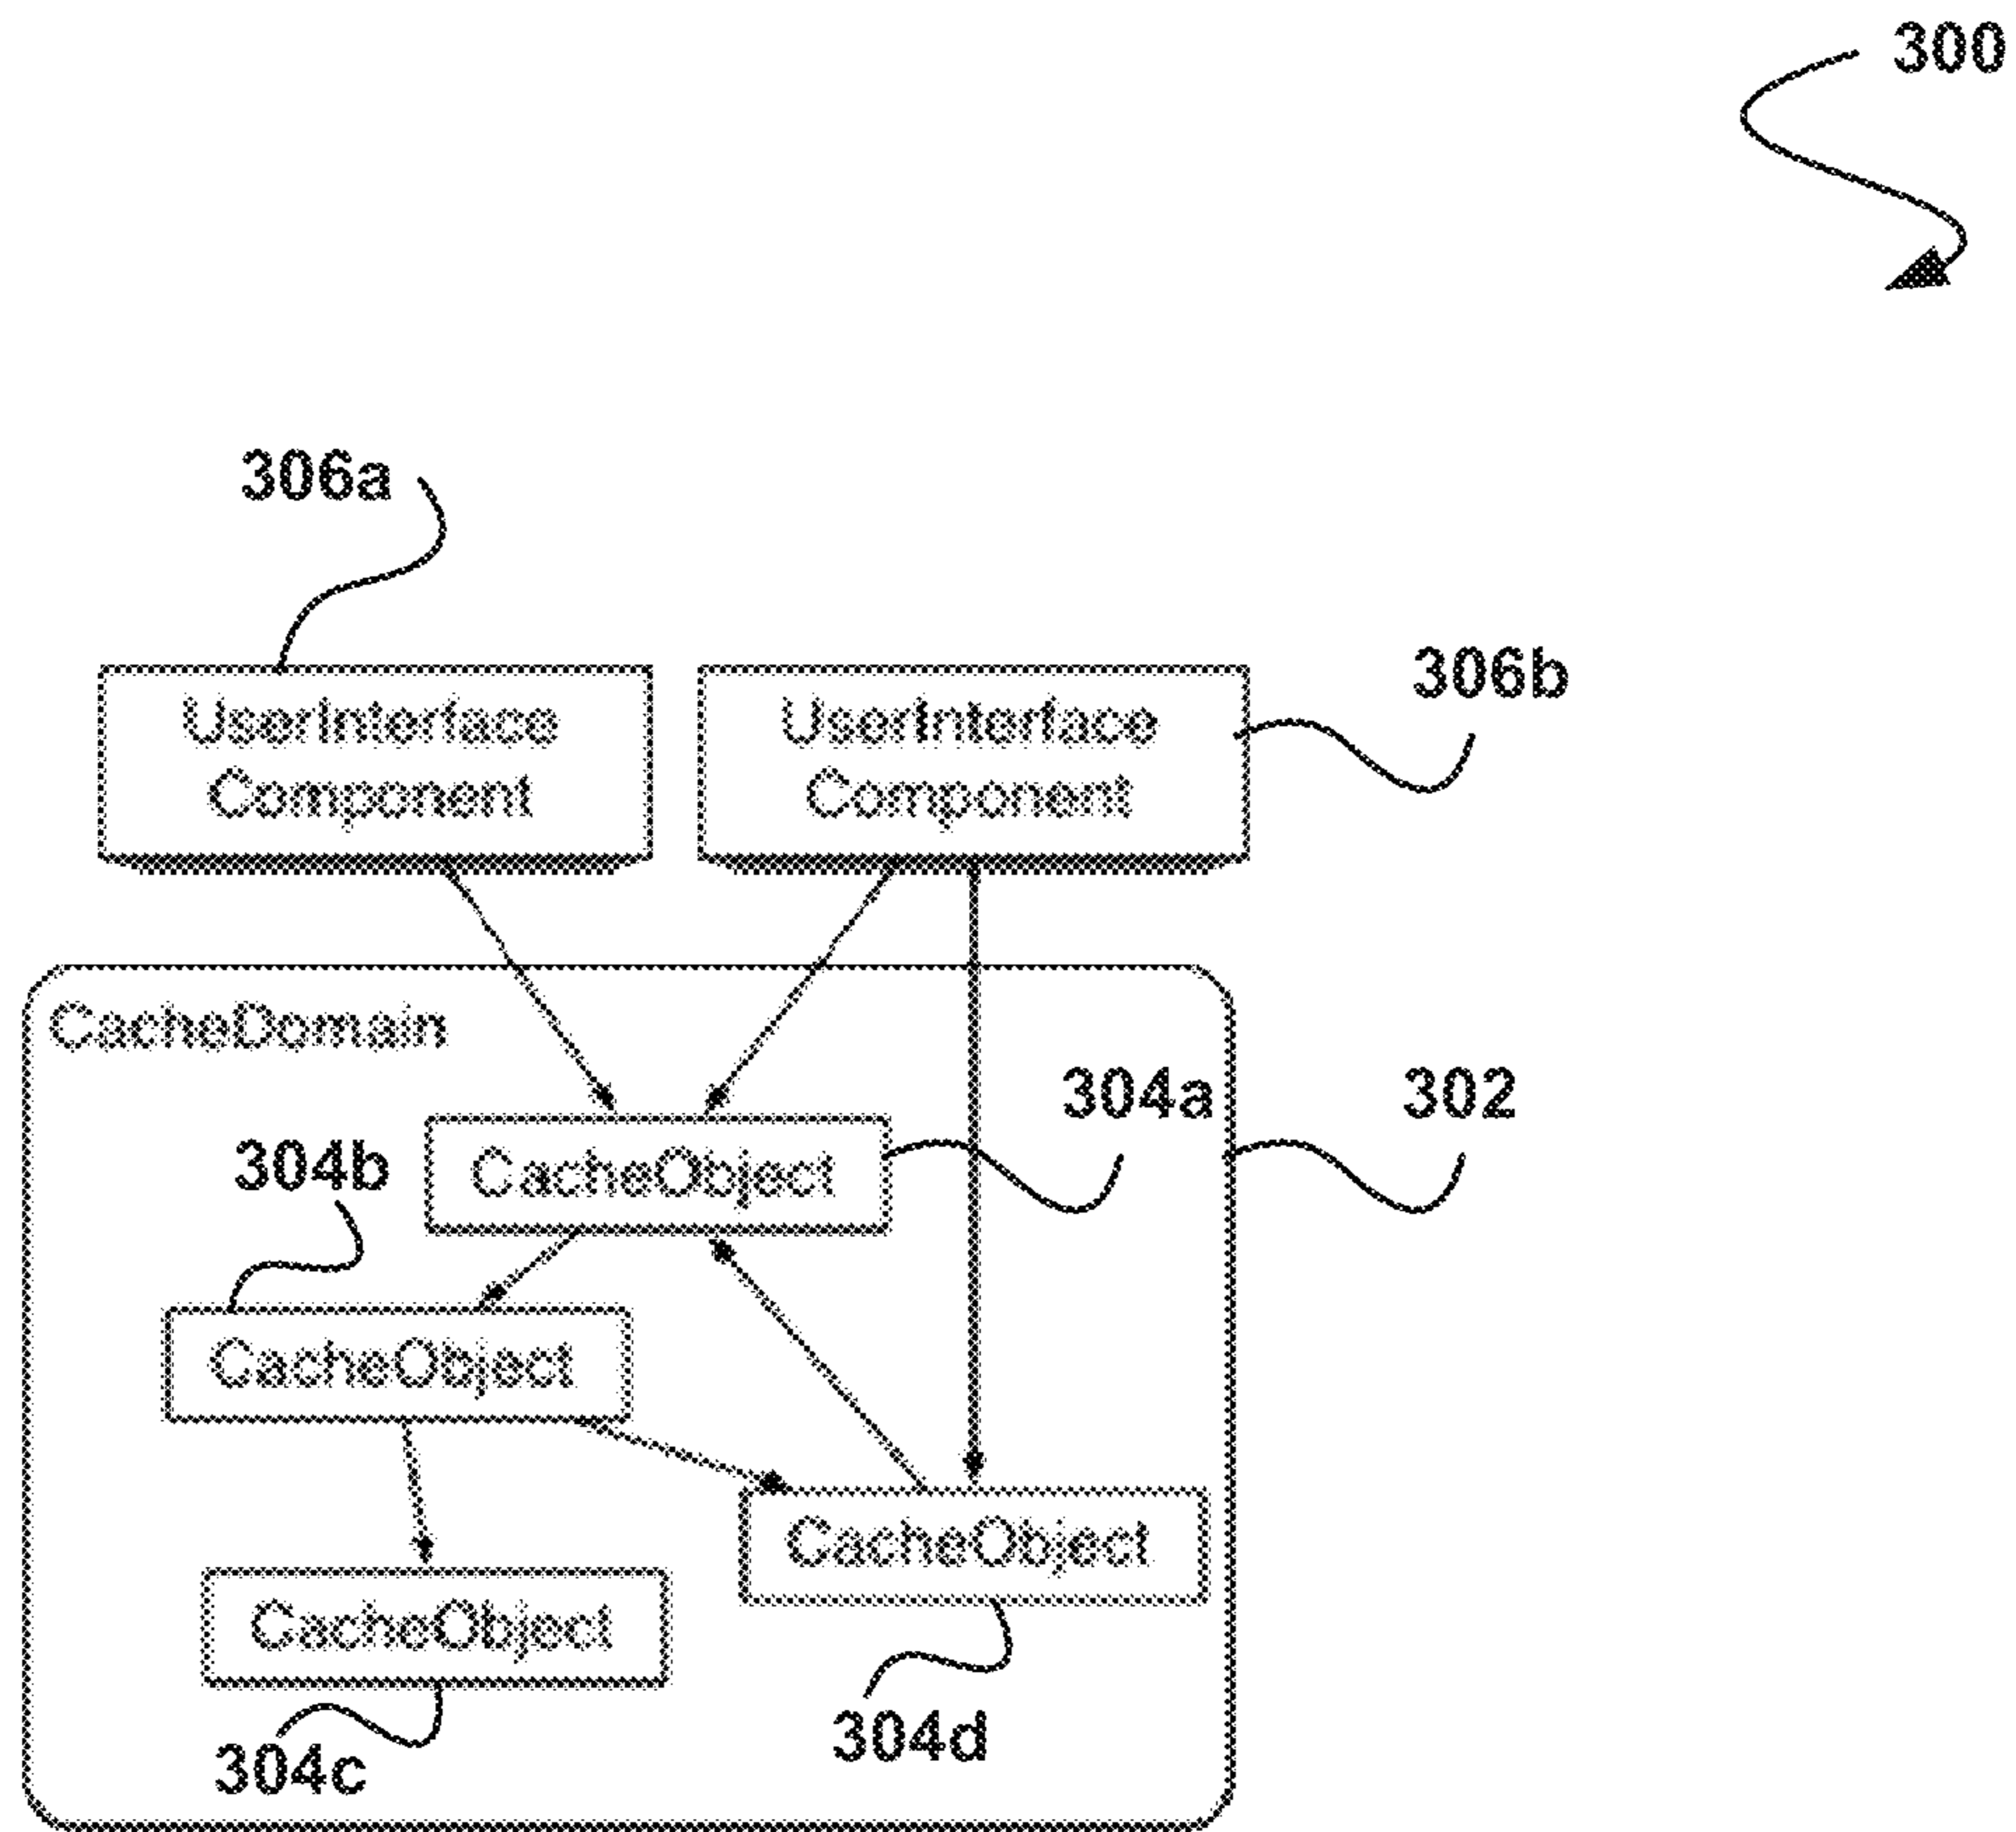 300
306a
306b
UserInterface
Component
UserInterface
Component
CacheDomain
304a
302
304b
CacheObject
CacheObject
CacheObject
CacheObject
304d
304c